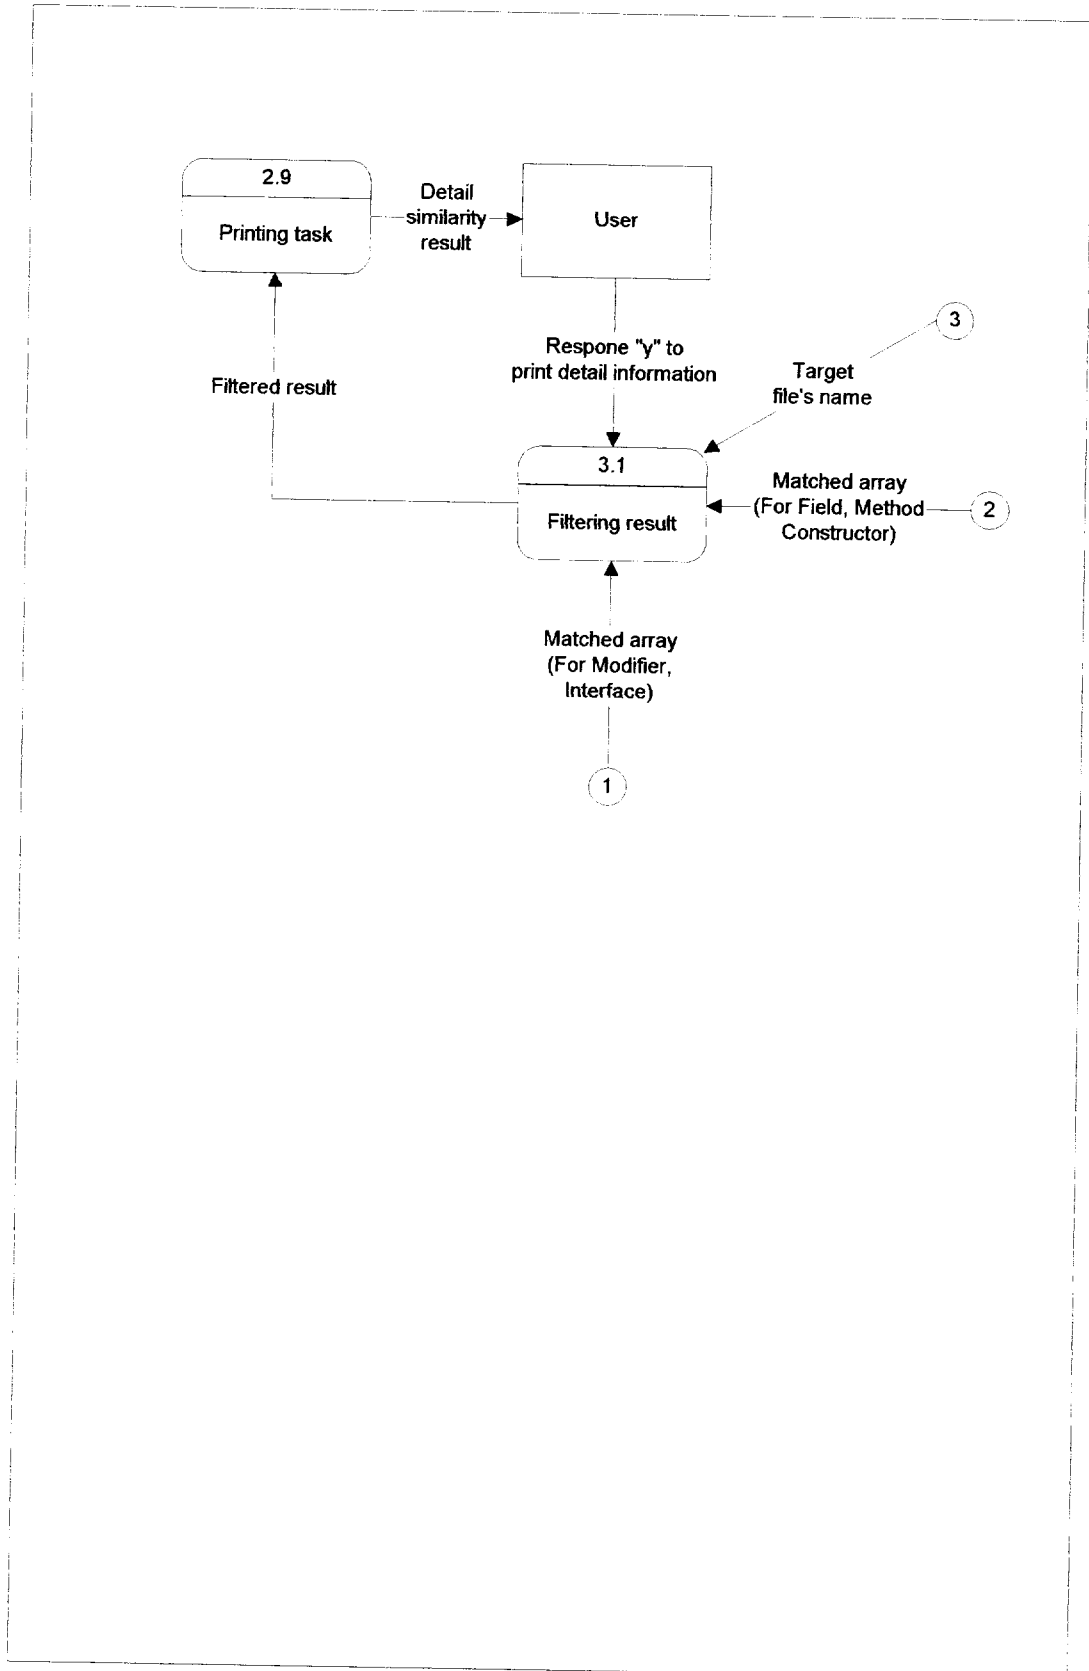 2.9
Printing task
Detail
similarity
result
User
3
Respone "y" to
print detail information
Target
file's name
Filtered result
3.1
Filtering result
Matched array
(For Field, Method
Constructor)
2
Matched array
(For Modifier,
Interface)
1